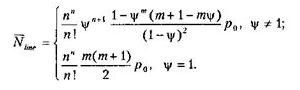 N̄_line = { n^n/n! ψ^{n+1} (1−ψ^m(m+1−mψ))/(1−ψ)^2 p_0, ψ ≠ 1;
n^n/n! m(m+1)/2 p_0, ψ = 1.